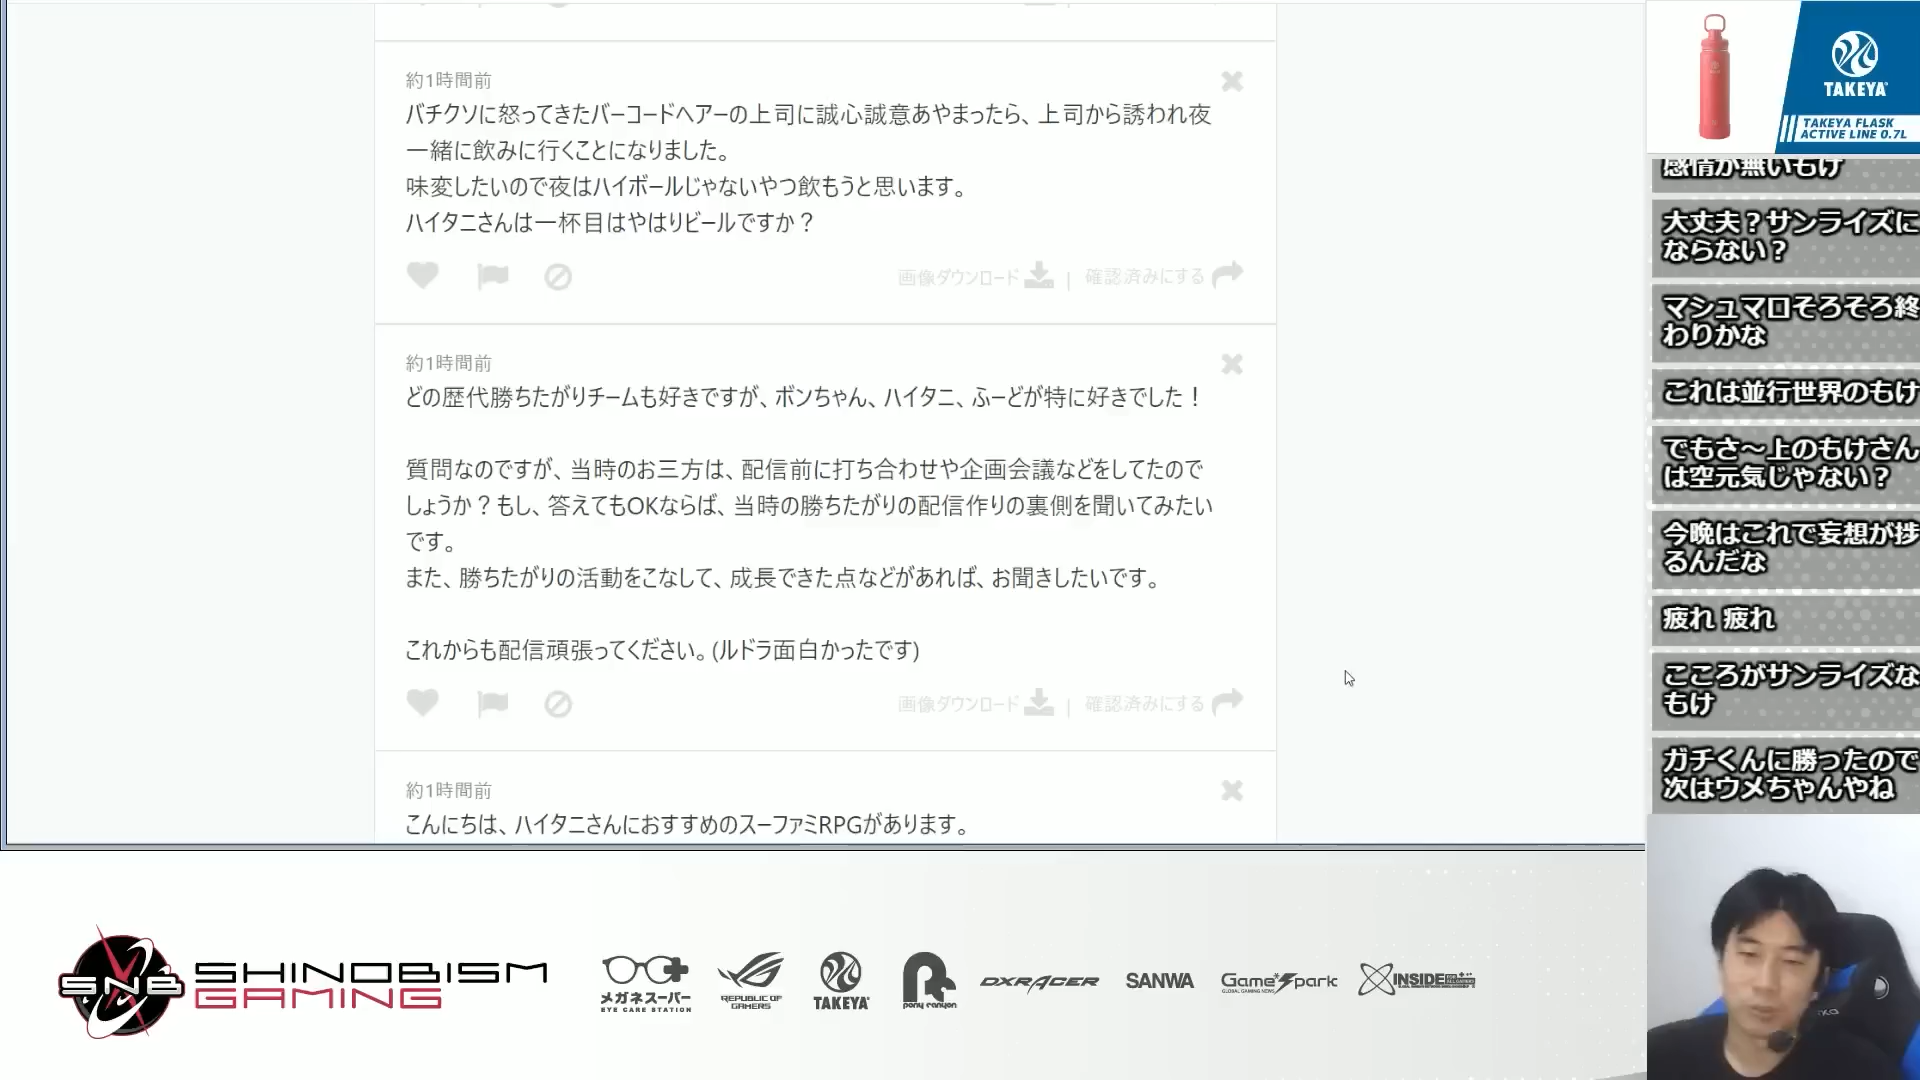 約1時間前
バチクソに怒ってきたバーコードヘアーの上司に誠心誠意あやまったら、上司から誘われ夜
一緒に飲みに行くことになりました。
味変したいので夜はハイボールじゃないやつ飲もうと思います。
ハイタニさんは一杯目はやはりビールですか？
画像ダウンロード | 確認済みにする
約1時間前
どの歴代勝ちたがりチームも好きですが、ボンちゃん、ハイタニ、ふーどが特に好きでした！
質問なのですが、当時のお三方は、配信前に打ち合わせや企画会議などをしてたので
しょうか？もし、答えてもOKならば、当時の勝ちたがりの配信作りの裏側を聞いてみたい
です。
また、勝ちたがりの活動をこなして、成長できた点などがあれば、お聞きしたいです。
これからも配信頑張ってください。(ルドラ面白かったです)
画像ダウンロード | 確認済みにする
約1時間前
こんにちは、ハイタニさんにおすすめのスーファミRPGがあります。
TAKEYA
TAKEYA FLASK
ACTIVE LINE 0.7L
感情が無いもけ
大丈夫？サンライズに
ならない？
マシュマロそろそろ終
わりかな
これは並行世界のもけ
でもさ～上のもけさん
は空元気じゃない？
今晩はこれで妄想が捗
るんだな
疲れ 疲れ
こころがサンライズな
もけ
ガチくんに勝ったので
次はウメちゃんやね
SNB
SHINOBISM
GAMING
メガネスーパー
EYE CARE STATION
REPUBLIC OF
GAMERS
TAKEYA
pony canyon
DXRACER
SANWA
Game*Spark
GLOBAL GAMING NEWS
INSIDE